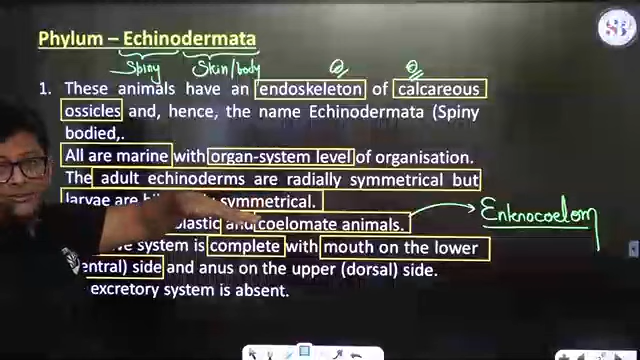 Phylum – Echinodermata
Spiny Skin/body
1. These animals have an endoskeleton of calcareous
ossicles and, hence, the name Echinodermata (Spiny
bodied,.
All are marine with organ-system level of organisation.
The adult echinoderms are radially symmetrical but
larvae are symmetrical.
and coelomate animals.
Enterocoelom
system is complete with mouth on the lower
side and anus on the upper (dorsal) side.
excretory system is absent.